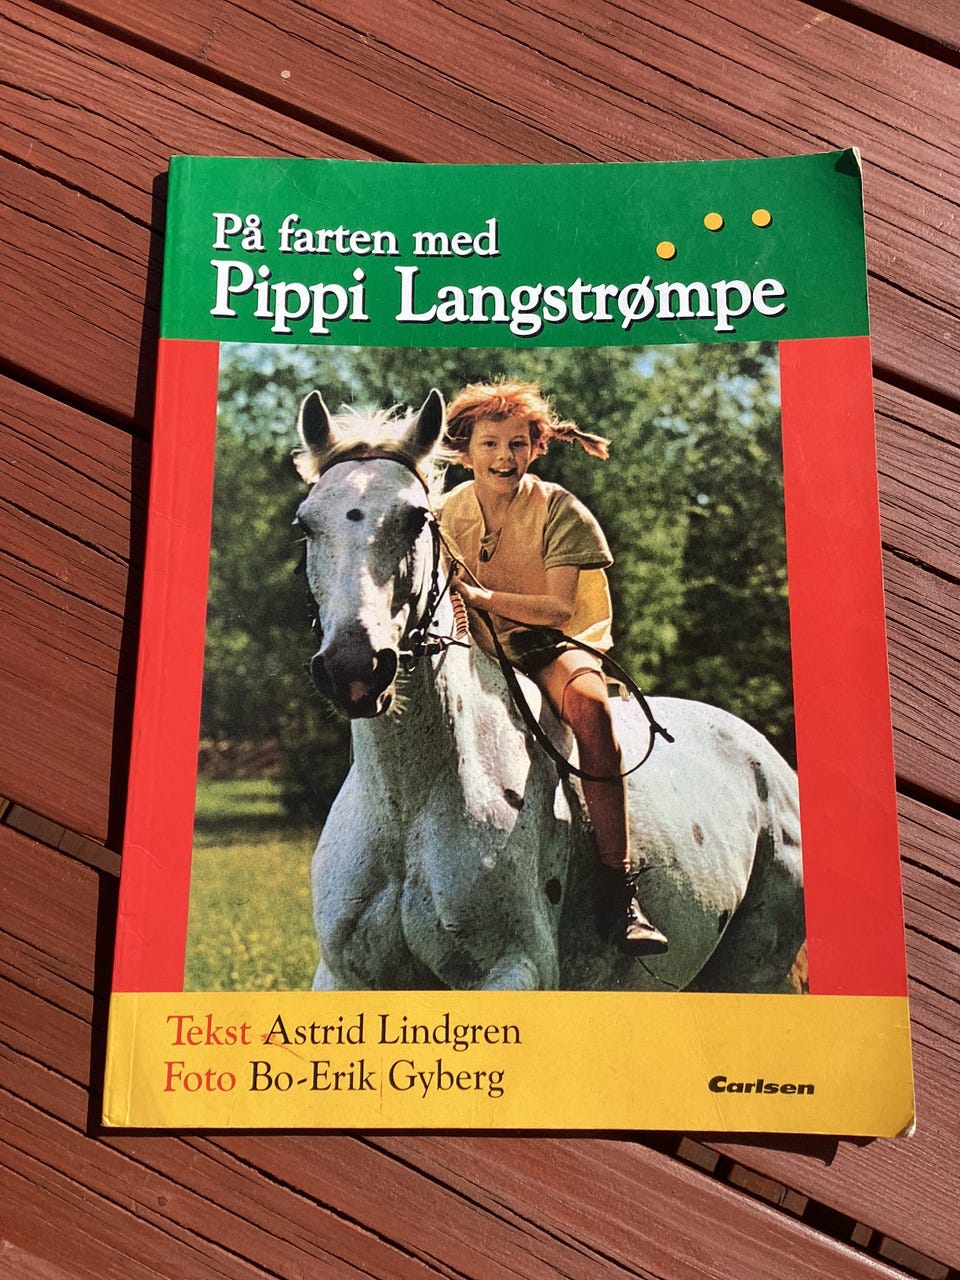 På farten med
Pippi Langstrømpe
Tekst Astrid Lindgren
Foto Bo-Erik Gyberg
Carlsen